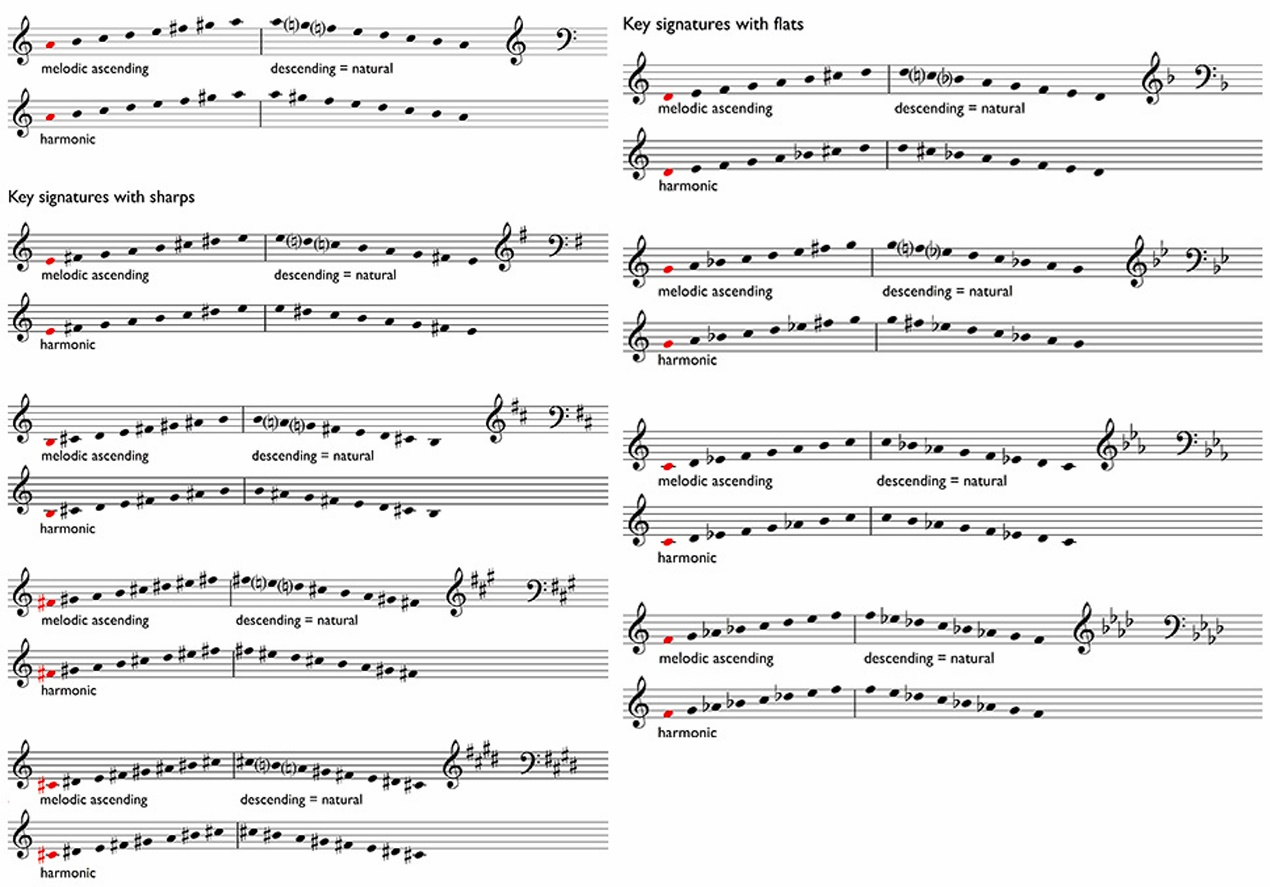 melodic ascending descending = natural
harmonic
Key signatures with sharps
melodic ascending descending = natural
harmonic
melodic ascending descending = natural
harmonic
melodic ascending descending = natural
harmonic
melodic ascending descending = natural
harmonic
Key signatures with flats
melodic ascending descending = natural
harmonic
melodic ascending descending = natural
harmonic
melodic ascending descending = natural
harmonic
melodic ascending descending = natural
harmonic